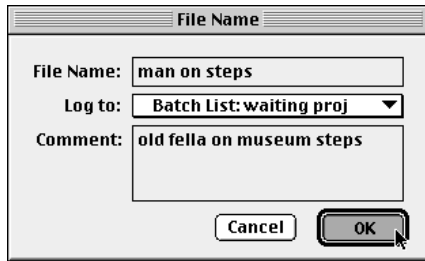 File Name
File Name: man on steps
Log to: Batch List: waiting proj
Comment: old fella on museum steps
Cancel OK